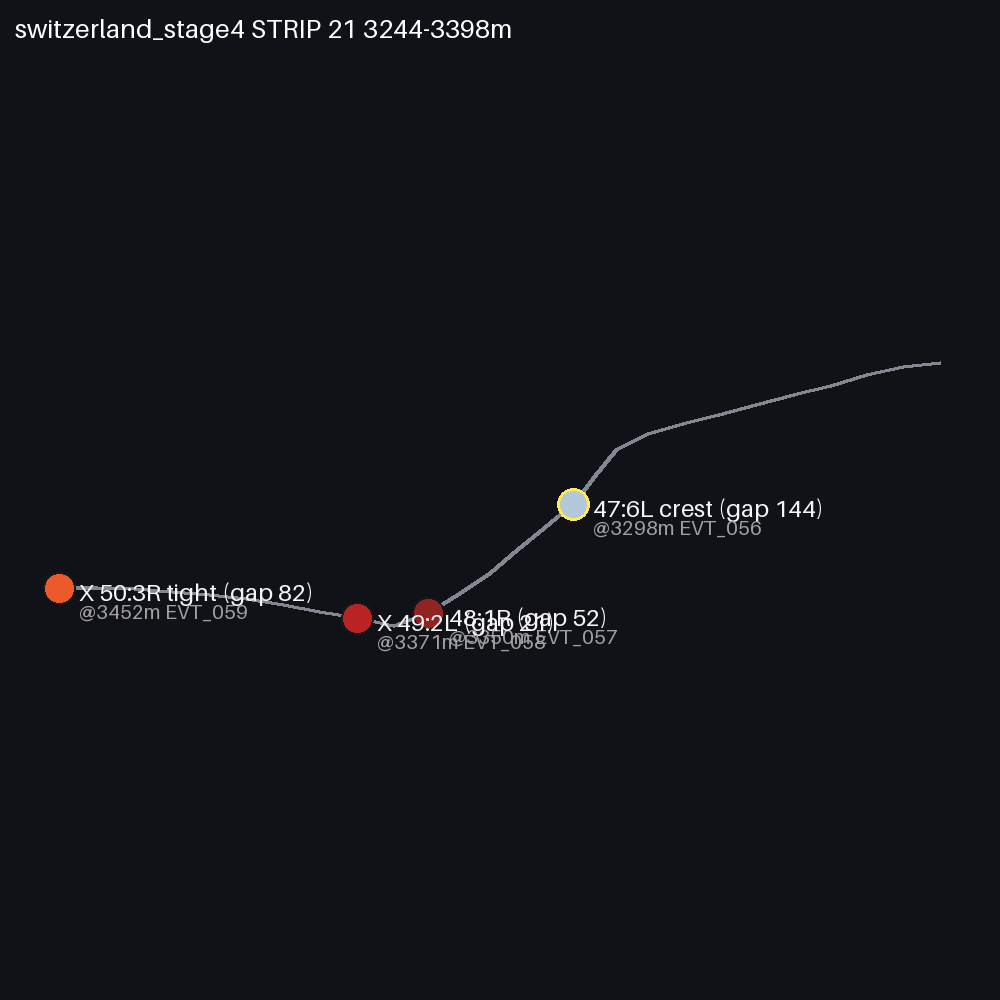 switzerland_stage4 STRIP 21 3244-3398m
47:6L crest (gap 144)
@3298m EVT_056
X 50:3R tight (gap 82)
@3452m EVT_059
48:1R (gap 52)
@3350m EVT_057
X 49:2L (gap 21)
@3371m EVT_058